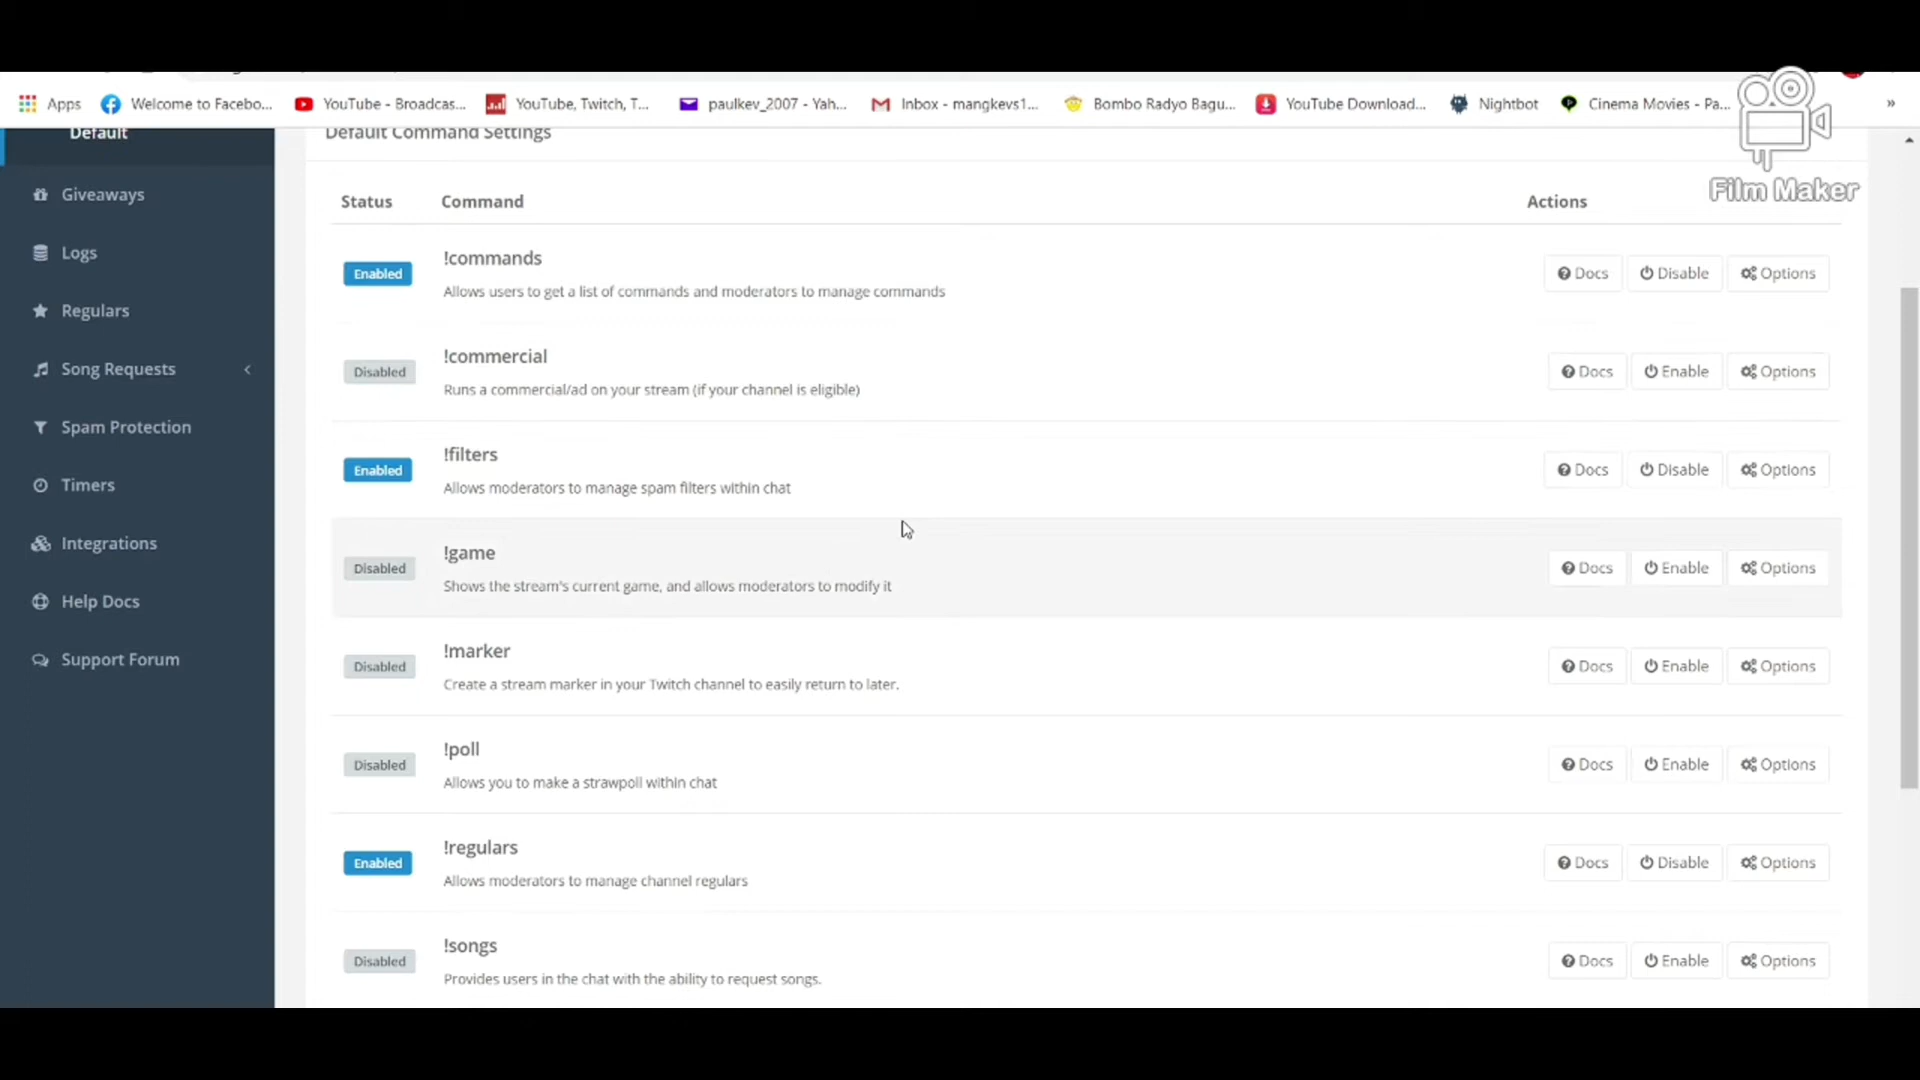 Apps Welcome to Facebo... YouTube - Broadcas... YouTube, Twitch, T... paulkev_2007 - Yah... Inbox - mangkevs1... Bombo Radyo Bagu... YouTube Download... Nightbot Cinema Movies - Pa... »
Film Maker
Default
Giveaways
Logs
Regulars
Song Requests
Spam Protection
Timers
Integrations
Help Docs
Support Forum
Default Command Settings
Status Command Actions
Enabled !commands Docs Disable Options
Allows users to get a list of commands and moderators to manage commands
Disabled !commercial Docs Enable Options
Runs a commercial/ad on your stream (if your channel is eligible)
Enabled !filters Docs Disable Options
Allows moderators to manage spam filters within chat
Disabled !game Docs Enable Options
Shows the stream's current game, and allows moderators to modify it
Disabled !marker Docs Enable Options
Create a stream marker in your Twitch channel to easily return to later.
Disabled !poll Docs Enable Options
Allows you to make a strawpoll within chat
Enabled !regulars Docs Disable Options
Allows moderators to manage channel regulars
Disabled !songs Docs Enable Options
Provides users in the chat with the ability to request songs.